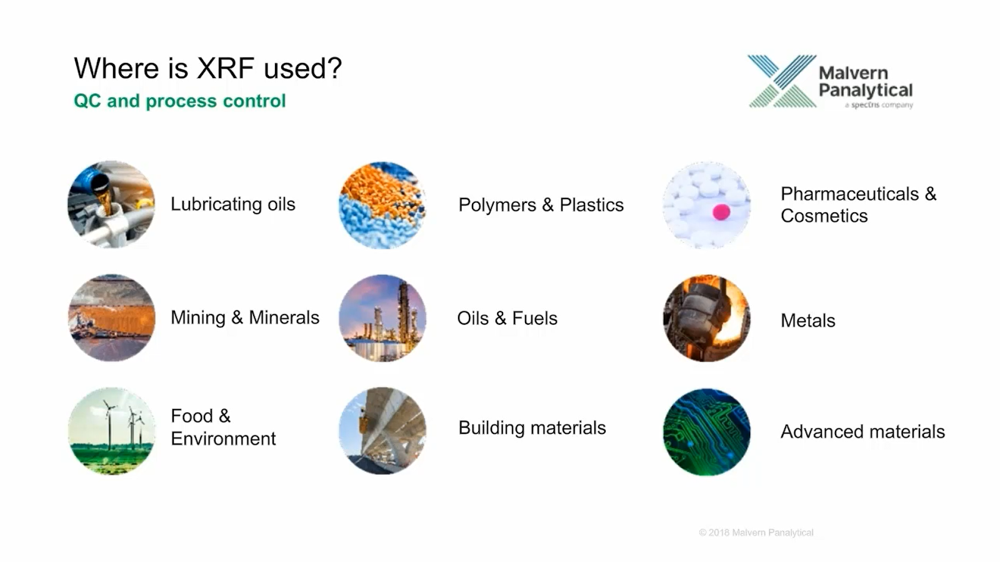 Where is XRF used?
QC and process control
Malvern
Panalytical
a spectris company
Lubricating oils
Polymers & Plastics
Pharmaceuticals &
Cosmetics
Mining & Minerals
Oils & Fuels
Metals
Food &
Environment
Building materials
Advanced materials
© 2018 Malvern Panalytical